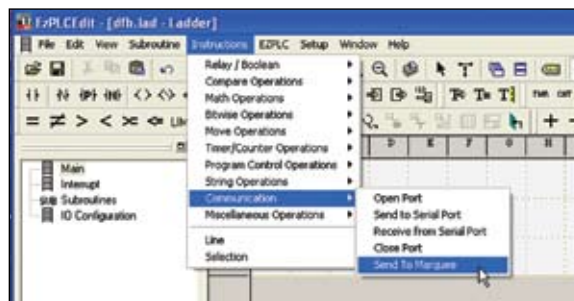 EzPLCEdit - [dfb.lad - Ladder]
File Edit View Subroutine Instructions EZPLC Setup Window Help
Relay / Boolean
Compare Operations
Math Operations
Bitwise Operations
Move Operations
Timer/Counter Operations
Program Control Operations
String Operations
Communication
Miscellaneous Operations
Line
Selection
Open Port
Send to Serial Port
Receive from Serial Port
Close Port
Send To Marquee
Main
Interrupt
SUB Subroutines
IO Configuration
D E F G H